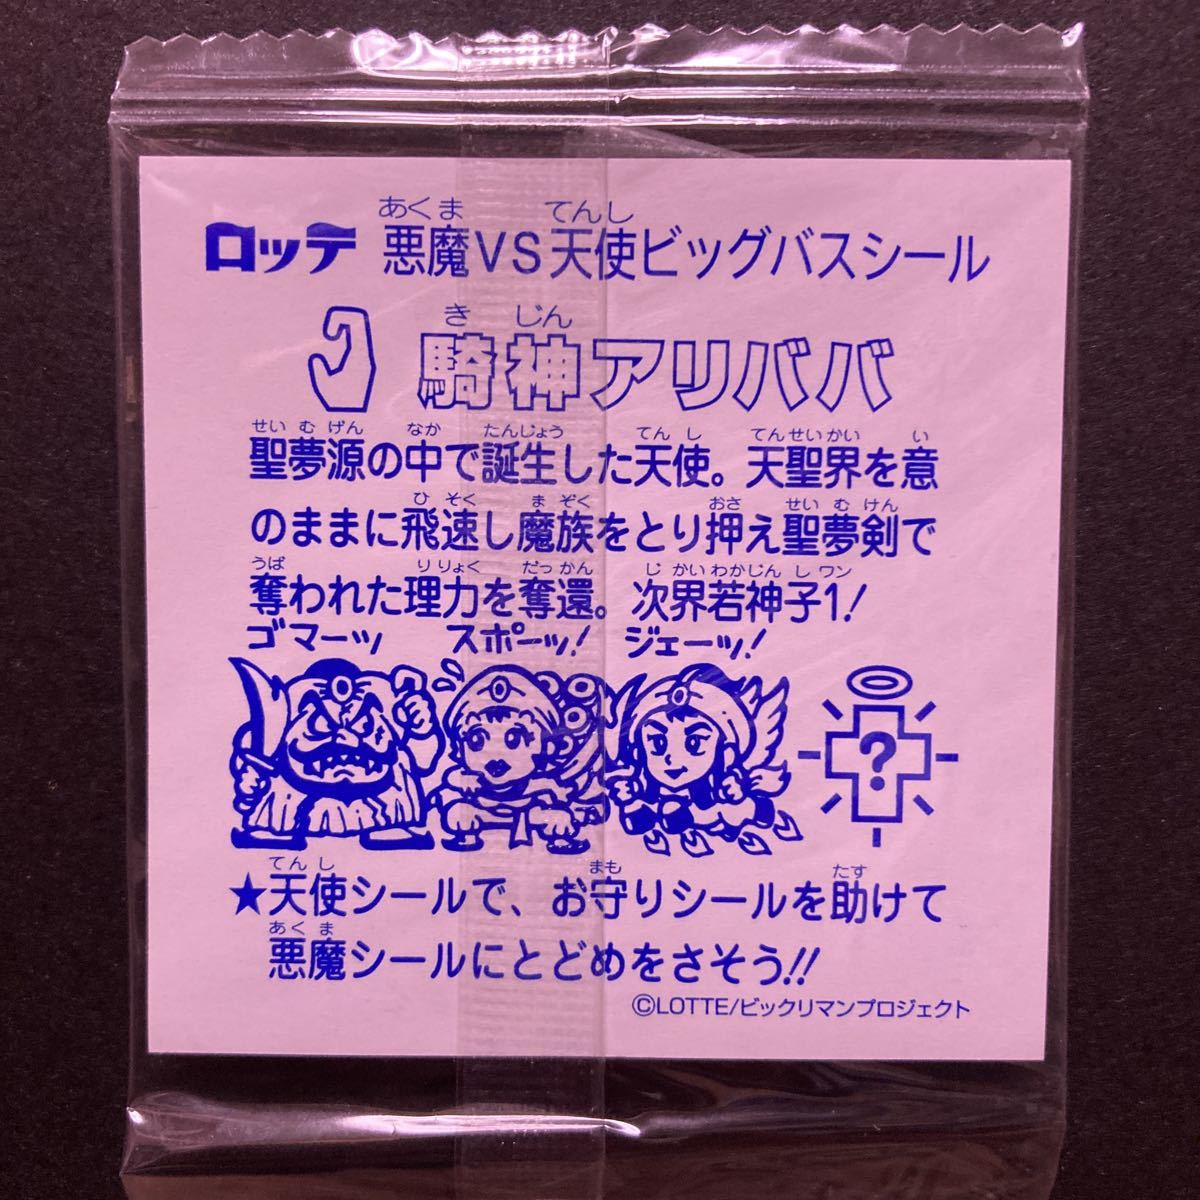 あくま てんし
ロッテ 悪魔VS天使ビッグバスシール
き じん
騎神アリババ
せい む げん なか たんじょう てん し てんせいかい い
聖夢源の中で誕生した天使。天聖界を意
ひ そく ま ぞく おさ せい む けん
のままに飛速し魔族をとり押え聖夢剣で
うば り りょく だっ かん じ かい わか じん し ワン
奪われた理力を奪還。次界若神子1!
ゴマーッ スポーッ! ジェーッ!
?
てん し まも たす
★天使シールで、お守りシールを助けて
あく ま
悪魔シールにとどめをさそう!!
©LOTTE/ビックリマンプロジェクト